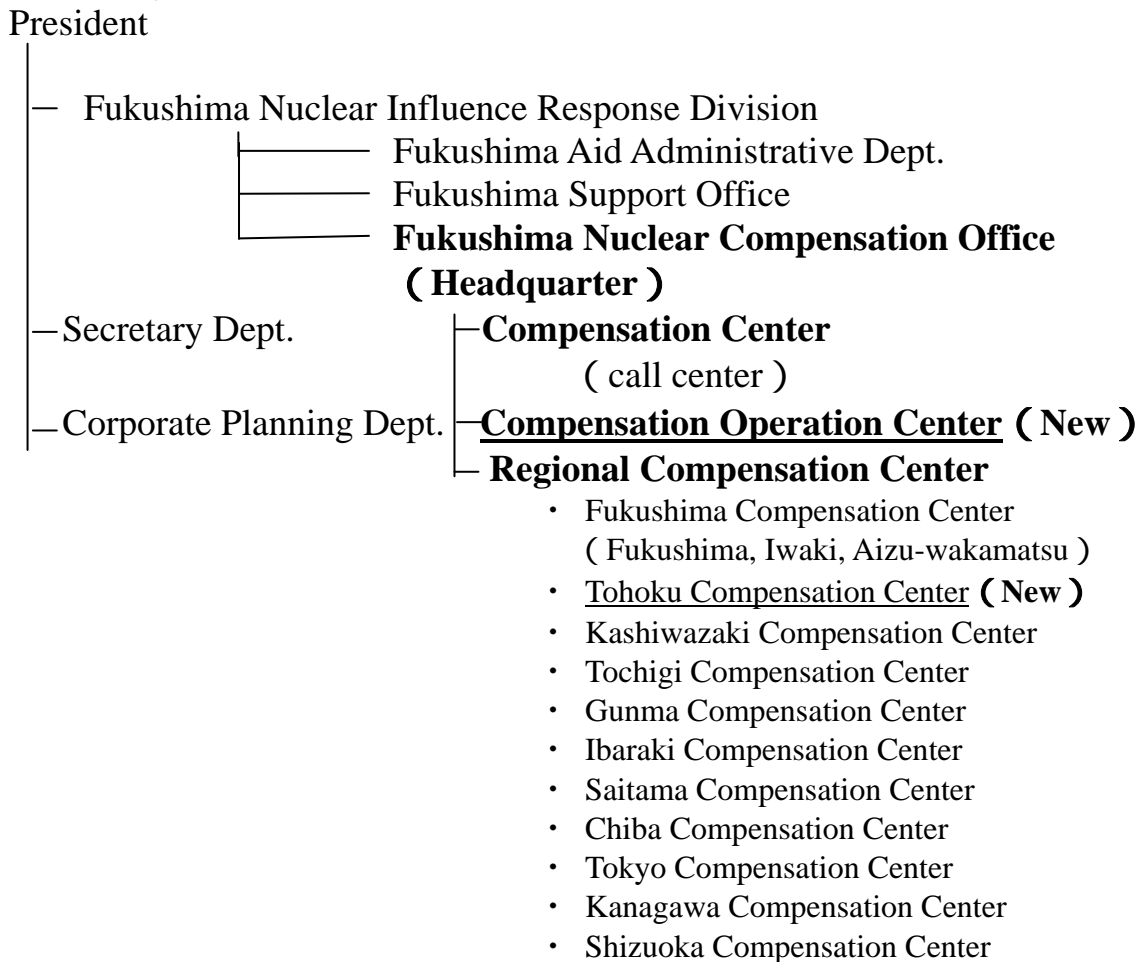 President
Fukushima Nuclear Influence Response Division
Fukushima Aid Administrative Dept.
Fukushima Support Office
Fukushima Nuclear Compensation Office
（Headquarter）
Secretary Dept.
Compensation Center
（call center）
Corporate Planning Dept.
Compensation Operation Center（New）
Regional Compensation Center
・ Fukushima Compensation Center
（Fukushima, Iwaki, Aizu-wakamatsu）
・ Tohoku Compensation Center（New）
・ Kashiwazaki Compensation Center
・ Tochigi Compensation Center
・ Gunma Compensation Center
・ Ibaraki Compensation Center
・ Saitama Compensation Center
・ Chiba Compensation Center
・ Tokyo Compensation Center
・ Kanagawa Compensation Center
・ Shizuoka Compensation Center